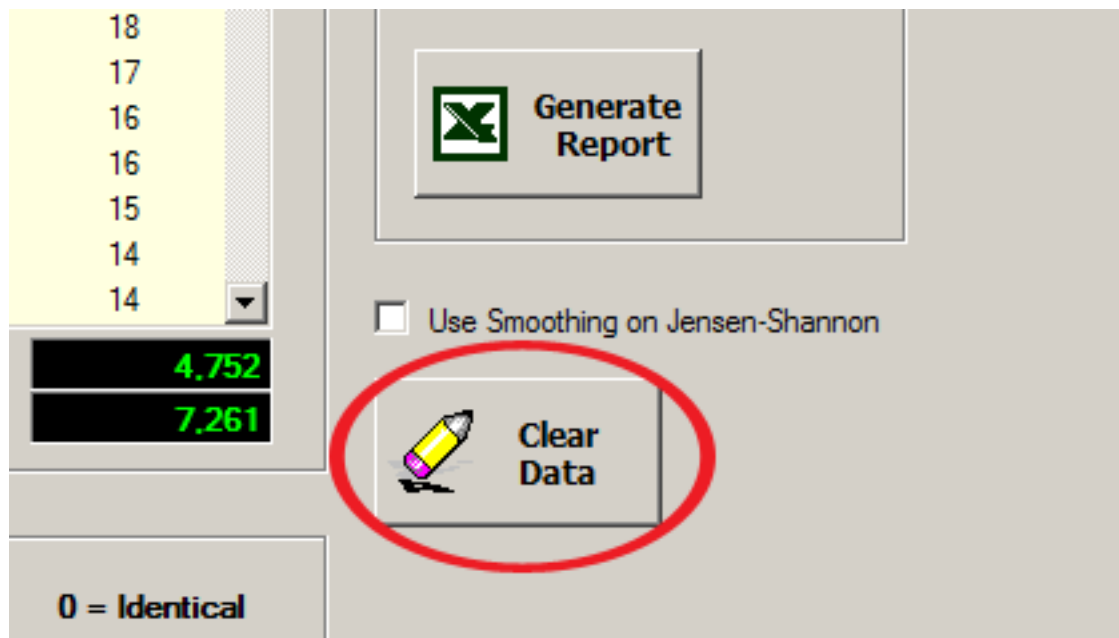 18
17
16
16
15
14
14
4,752
7,261
0 = Identical
Generate
Report
Use Smoothing on Jensen-Shannon
Clear
Data